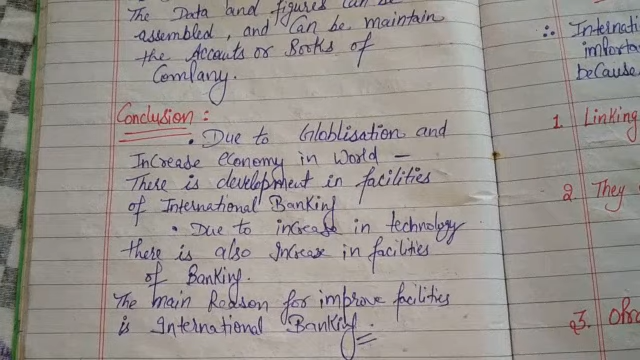 The Data and figures can be
assembled, and Can be maintain
the Accouts or Books of
Company.
Conclusion :
• Due to Globlisation and
Increase economy in World —
There is development in facilities
of International Banking
• Due to increase in technology
there is also Increase in facilities
of Banking.
The main Reason for improve facilities
is International Banking.
∴ Internati
importa
becaus
1. Linking
2. They
3.